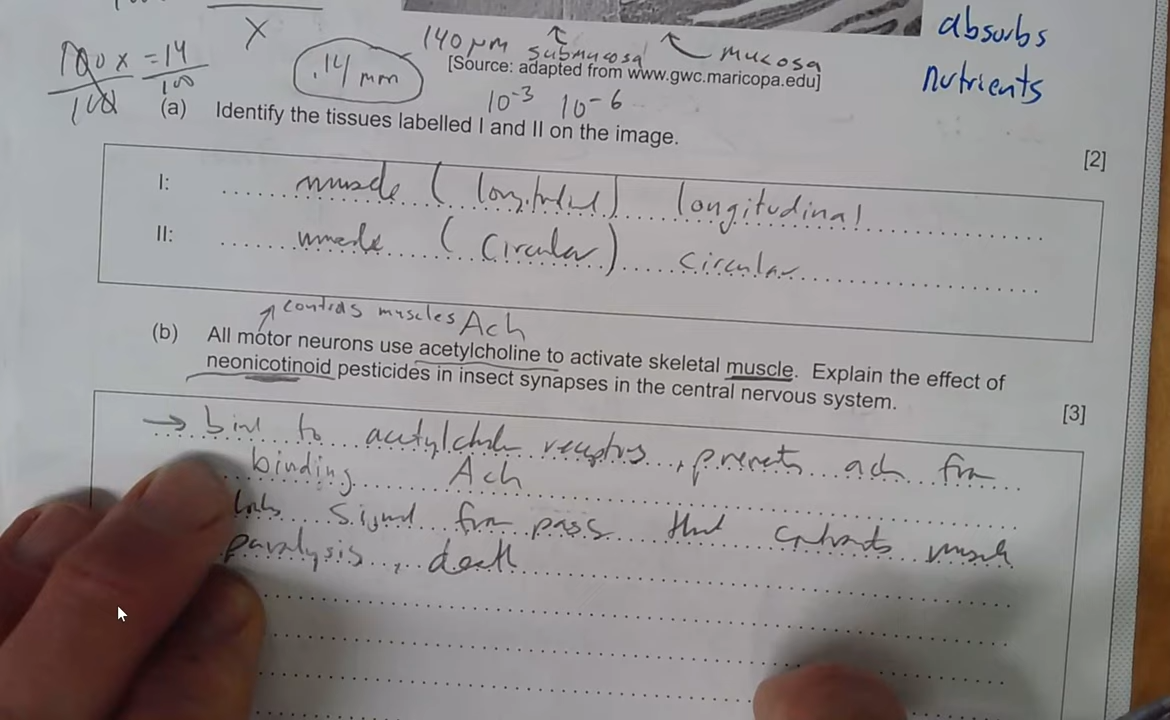 absorbs
nutrients
X
100 x = 14
100 100
.14 mm
140 μm submucosa mucosa
[Source: adapted from www.gwc.maricopa.edu]
10-3 10-6
(a) Identify the tissues labelled I and II on the image.
[2]
I: muscle (longitudinal) longitudinal
II: muscle (circular) circular
controls muscles Ach
(b) All motor neurons use acetylcholine to activate skeletal muscle. Explain the effect of
neonicotinoid pesticides in insect synapses in the central nervous system.
[3]
→ bind to acetylcholine receptors, prevents ach from
binding Ach
signal from pass that contracts muscle
paralysis, death